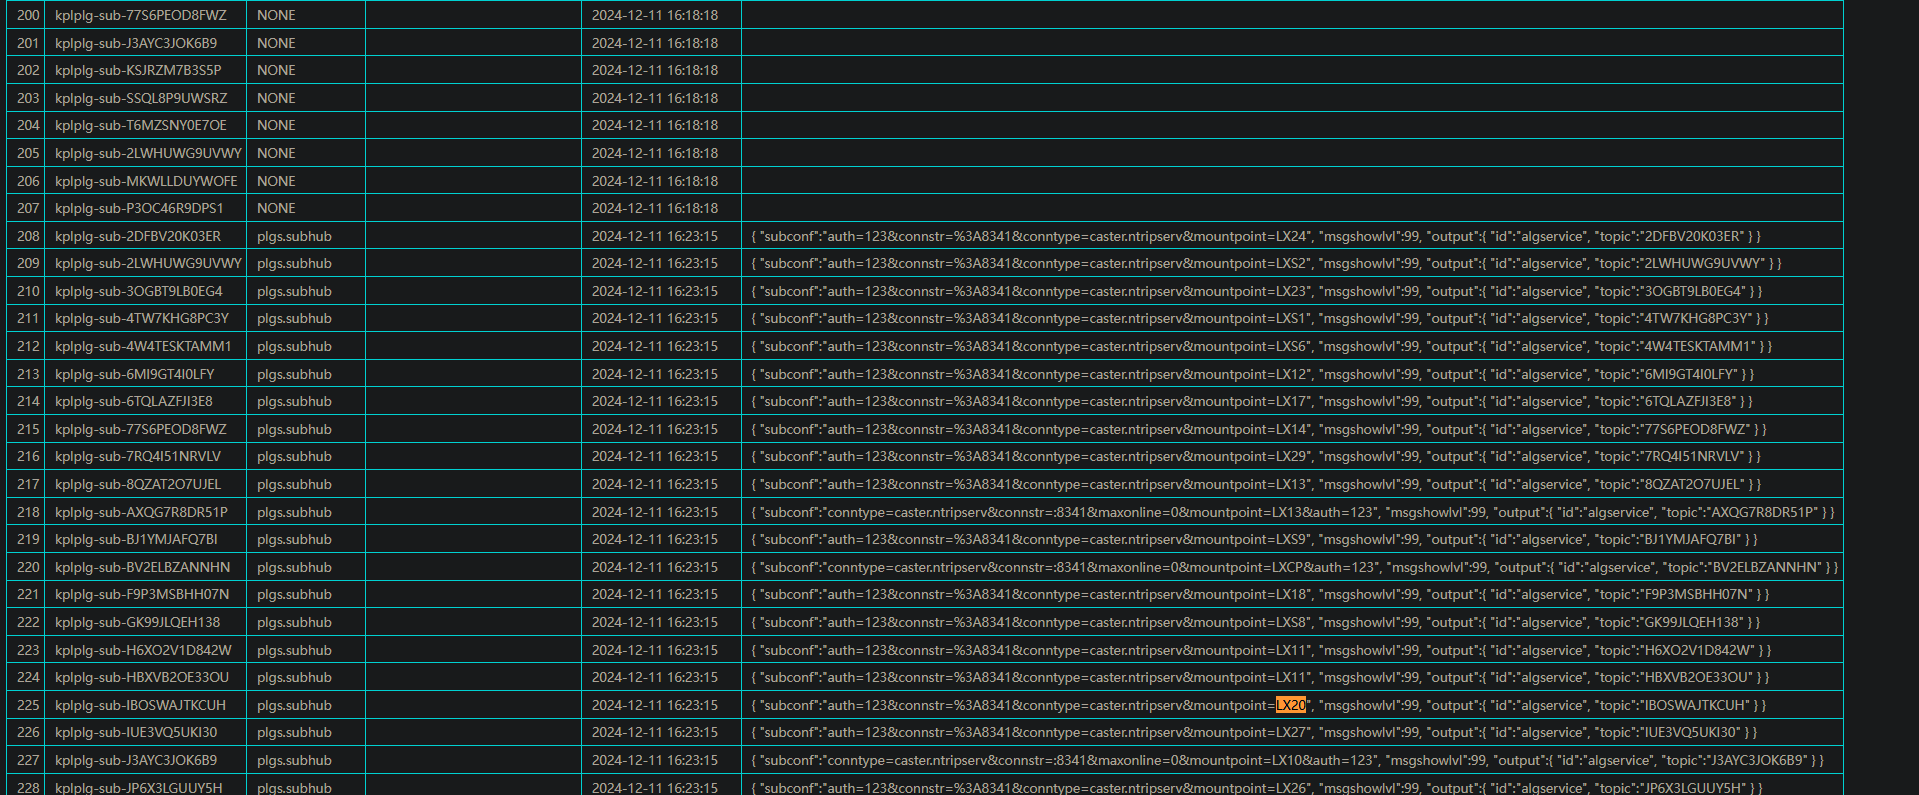 200 kplplg-sub-77S6PEOD8FWZ NONE 2024-12-11 16:18:18
201 kplplg-sub-J3AYC3JOK6B9 NONE 2024-12-11 16:18:18
202 kplplg-sub-KSJRZM7B3S5P NONE 2024-12-11 16:18:18
203 kplplg-sub-SSQL8P9UWSRZ NONE 2024-12-11 16:18:18
204 kplplg-sub-T6MZSNY0E7OE NONE 2024-12-11 16:18:18
205 kplplg-sub-2LWHUWG9UVWY NONE 2024-12-11 16:18:18
206 kplplg-sub-MKWLLDUYWOFE NONE 2024-12-11 16:18:18
207 kplplg-sub-P3OC46R9DPS1 NONE 2024-12-11 16:18:18
208 kplplg-sub-2DFBV20K03ER plgs.subhub 2024-12-11 16:23:15 { "subconf":"auth=123&connstr=%3A8341&conntype=caster.ntripserv&mountpoint=LX24", "msgshowlvl":99, "output":{ "id":"algservice", "topic":"2DFBV20K03ER" } }
209 kplplg-sub-2LWHUWG9UVWY plgs.subhub 2024-12-11 16:23:15 { "subconf":"auth=123&connstr=%3A8341&conntype=caster.ntripserv&mountpoint=LXS2", "msgshowlvl":99, "output":{ "id":"algservice", "topic":"2LWHUWG9UVWY" } }
210 kplplg-sub-3OGBT9LB0EG4 plgs.subhub 2024-12-11 16:23:15 { "subconf":"auth=123&connstr=%3A8341&conntype=caster.ntripserv&mountpoint=LX23", "msgshowlvl":99, "output":{ "id":"algservice", "topic":"3OGBT9LB0EG4" } }
211 kplplg-sub-4TW7KHG8PC3Y plgs.subhub 2024-12-11 16:23:15 { "subconf":"auth=123&connstr=%3A8341&conntype=caster.ntripserv&mountpoint=LXS1", "msgshowlvl":99, "output":{ "id":"algservice", "topic":"4TW7KHG8PC3Y" } }
212 kplplg-sub-4W4TESKTAMM1 plgs.subhub 2024-12-11 16:23:15 { "subconf":"auth=123&connstr=%3A8341&conntype=caster.ntripserv&mountpoint=LXS6", "msgshowlvl":99, "output":{ "id":"algservice", "topic":"4W4TESKTAMM1" } }
213 kplplg-sub-6MI9GT4I0LFY plgs.subhub 2024-12-11 16:23:15 { "subconf":"auth=123&connstr=%3A8341&conntype=caster.ntripserv&mountpoint=LX12", "msgshowlvl":99, "output":{ "id":"algservice", "topic":"6MI9GT4I0LFY" } }
214 kplplg-sub-6TQLAZFJI3E8 plgs.subhub 2024-12-11 16:23:15 { "subconf":"auth=123&connstr=%3A8341&conntype=caster.ntripserv&mountpoint=LX17", "msgshowlvl":99, "output":{ "id":"algservice", "topic":"6TQLAZFJI3E8" } }
215 kplplg-sub-77S6PEOD8FWZ plgs.subhub 2024-12-11 16:23:15 { "subconf":"auth=123&connstr=%3A8341&conntype=caster.ntripserv&mountpoint=LX14", "msgshowlvl":99, "output":{ "id":"algservice", "topic":"77S6PEOD8FWZ" } }
216 kplplg-sub-7RQ4I51NRVLV plgs.subhub 2024-12-11 16:23:15 { "subconf":"auth=123&connstr=%3A8341&conntype=caster.ntripserv&mountpoint=LX29", "msgshowlvl":99, "output":{ "id":"algservice", "topic":"7RQ4I51NRVLV" } }
217 kplplg-sub-8QZAT2O7UJEL plgs.subhub 2024-12-11 16:23:15 { "subconf":"auth=123&connstr=%3A8341&conntype=caster.ntripserv&mountpoint=LX13", "msgshowlvl":99, "output":{ "id":"algservice", "topic":"8QZAT2O7UJEL" } }
218 kplplg-sub-AXQG7R8DR51P plgs.subhub 2024-12-11 16:23:15 { "subconf":"conntype=caster.ntripserv&connstr=:8341&maxonline=0&mountpoint=LX13&auth=123", "msgshowlvl":99, "output":{ "id":"algservice", "topic":"AXQG7R8DR51P" } }
219 kplplg-sub-BJ1YMJAFQ7BI plgs.subhub 2024-12-11 16:23:15 { "subconf":"auth=123&connstr=%3A8341&conntype=caster.ntripserv&mountpoint=LXS9", "msgshowlvl":99, "output":{ "id":"algservice", "topic":"BJ1YMJAFQ7BI" } }
220 kplplg-sub-BV2ELBZANNHN plgs.subhub 2024-12-11 16:23:15 { "subconf":"conntype=caster.ntripserv&connstr=:8341&maxonline=0&mountpoint=LXCP&auth=123", "msgshowlvl":99, "output":{ "id":"algservice", "topic":"BV2ELBZANNHN" } }
221 kplplg-sub-F9P3MSBHH07N plgs.subhub 2024-12-11 16:23:15 { "subconf":"auth=123&connstr=%3A8341&conntype=caster.ntripserv&mountpoint=LX18", "msgshowlvl":99, "output":{ "id":"algservice", "topic":"F9P3MSBHH07N" } }
222 kplplg-sub-GK99JLQEH138 plgs.subhub 2024-12-11 16:23:15 { "subconf":"auth=123&connstr=%3A8341&conntype=caster.ntripserv&mountpoint=LXS8", "msgshowlvl":99, "output":{ "id":"algservice", "topic":"GK99JLQEH138" } }
223 kplplg-sub-H6XO2V1D842W plgs.subhub 2024-12-11 16:23:15 { "subconf":"auth=123&connstr=%3A8341&conntype=caster.ntripserv&mountpoint=LX11", "msgshowlvl":99, "output":{ "id":"algservice", "topic":"H6XO2V1D842W" } }
224 kplplg-sub-HBXVB2OE33OU plgs.subhub 2024-12-11 16:23:15 { "subconf":"auth=123&connstr=%3A8341&conntype=caster.ntripserv&mountpoint=LX11", "msgshowlvl":99, "output":{ "id":"algservice", "topic":"HBXVB2OE33OU" } }
225 kplplg-sub-IBOSWAJTKCUH plgs.subhub 2024-12-11 16:23:15 { "subconf":"auth=123&connstr=%3A8341&conntype=caster.ntripserv&mountpoint=LX20", "msgshowlvl":99, "output":{ "id":"algservice", "topic":"IBOSWAJTKCUH" } }
226 kplplg-sub-IUE3VQ5UKI30 plgs.subhub 2024-12-11 16:23:15 { "subconf":"auth=123&connstr=%3A8341&conntype=caster.ntripserv&mountpoint=LX27", "msgshowlvl":99, "output":{ "id":"algservice", "topic":"IUE3VQ5UKI30" } }
227 kplplg-sub-J3AYC3JOK6B9 plgs.subhub 2024-12-11 16:23:15 { "subconf":"conntype=caster.ntripserv&connstr=:8341&maxonline=0&mountpoint=LX10&auth=123", "msgshowlvl":99, "output":{ "id":"algservice", "topic":"J3AYC3JOK6B9" } }
228 kplplg-sub-JP6X3LGUUY5H plgs.subhub 2024-12-11 16:23:15 { "subconf":"auth=123&connstr=%3A8341&conntype=caster.ntripserv&mountpoint=LX26", "msgshowlvl":99, "output":{ "id":"algservice", "topic":"JP6X3LGUUY5H" } }